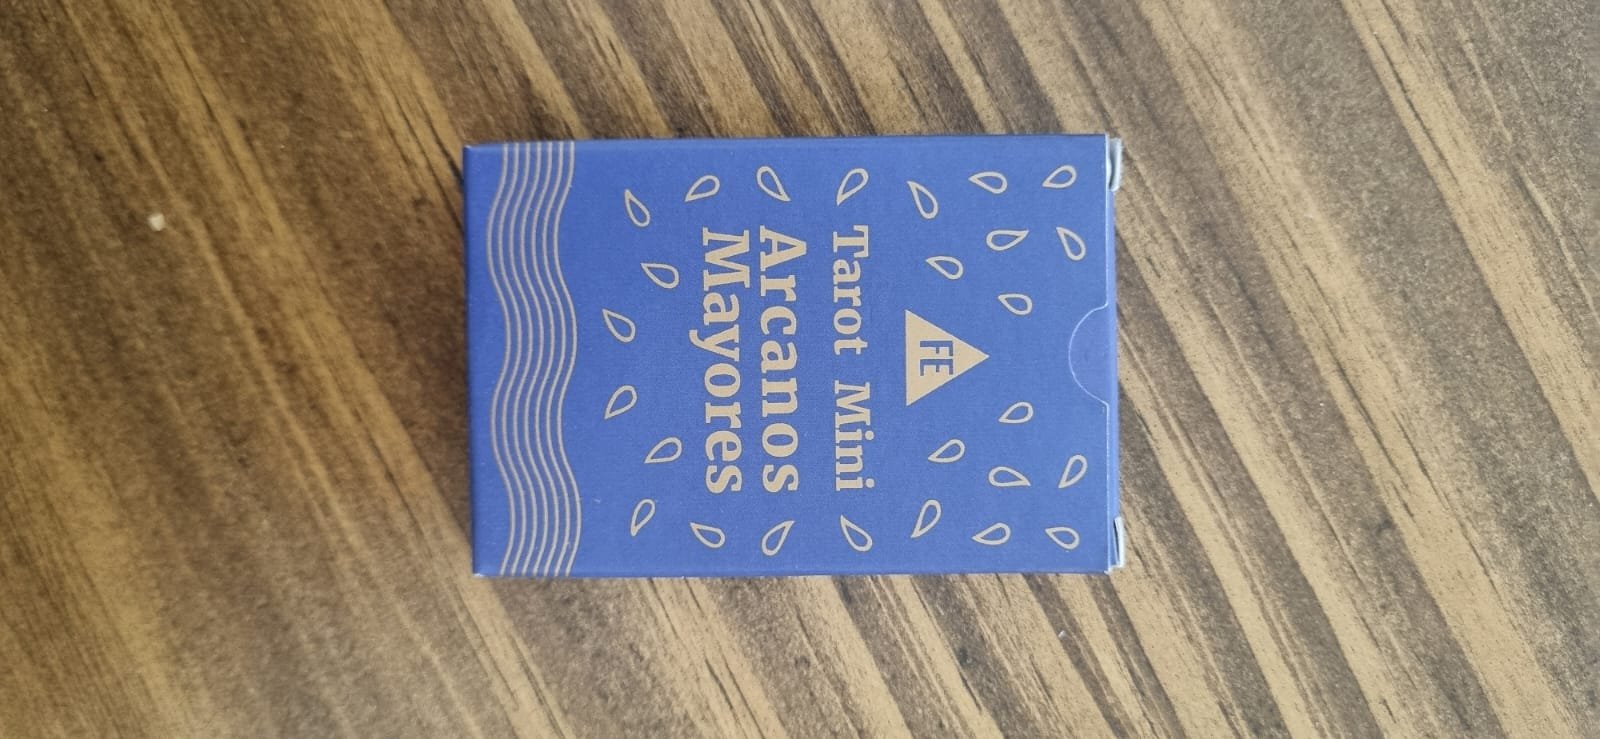 FE
Tarot Mini
Arcanos
Mayores